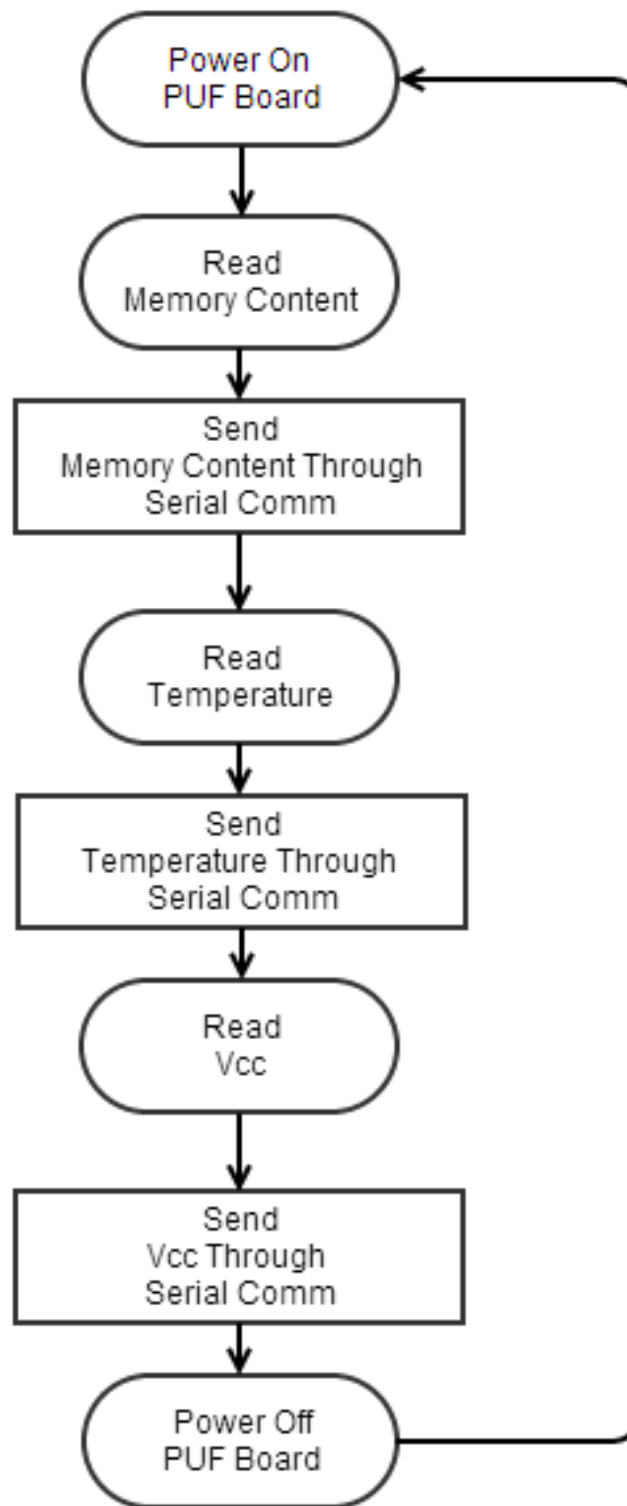 Power On
PUF Board
Read
Memory Content
Send
Memory Content Through
Serial Comm
Read
Temperature
Send
Temperature Through
Serial Comm
Read
Vcc
Send
Vcc Through
Serial Comm
Power Off
PUF Board